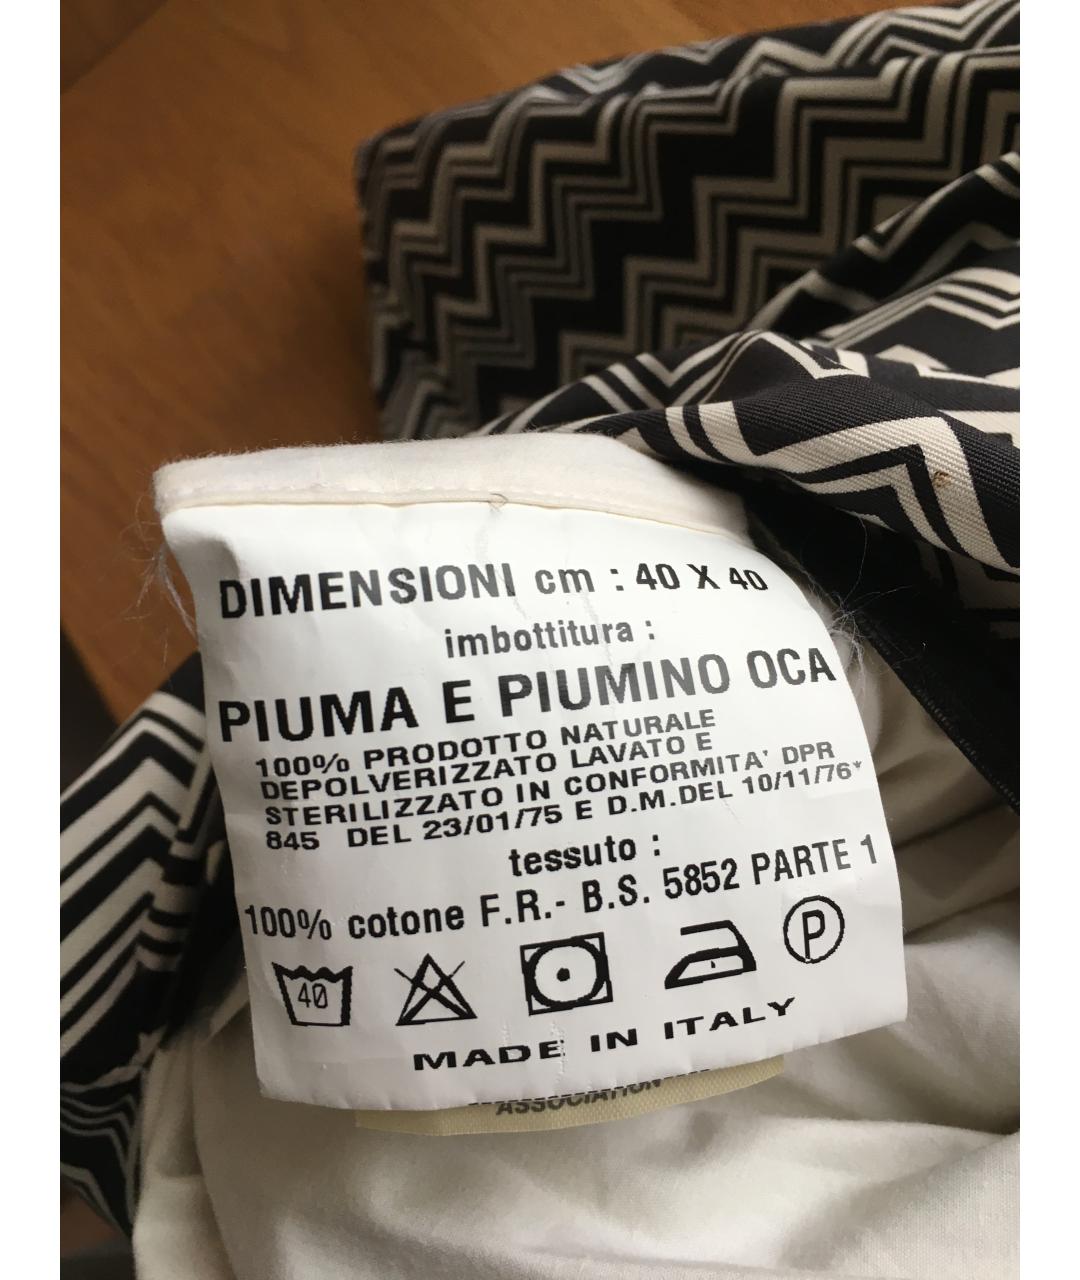 DIMENSIONI cm : 40 X 40
imbottitura :
PIUMA E PIUMINO OCA
100% PRODOTTO NATURALE
DEPOLVERIZZATO LAVATO E
STERILIZZATO IN CONFORMITA' DPR
845 DEL 23/01/75 E D.M.DEL 10/11/76*
tessuto :
100% cotone F.R.- B.S. 5852 PARTE 1
40
P
MADE IN ITALY
ASSOCIATION